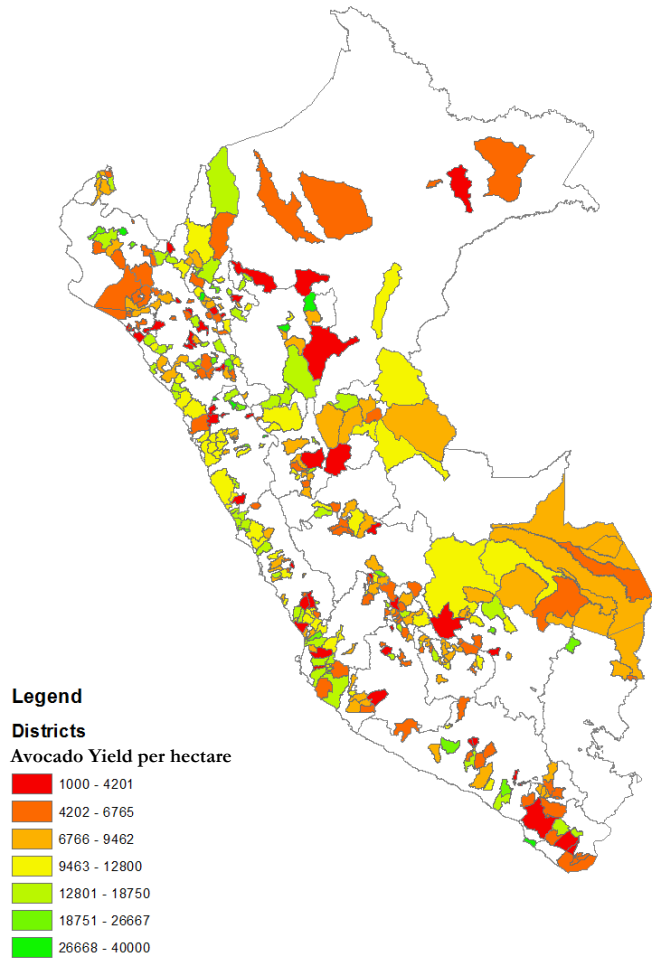 Legend
Districts
Avocado Yield per hectare
1000 - 4201
4202 - 6765
6766 - 9462
9463 - 12800
12801 - 18750
18751 - 26667
26668 - 40000